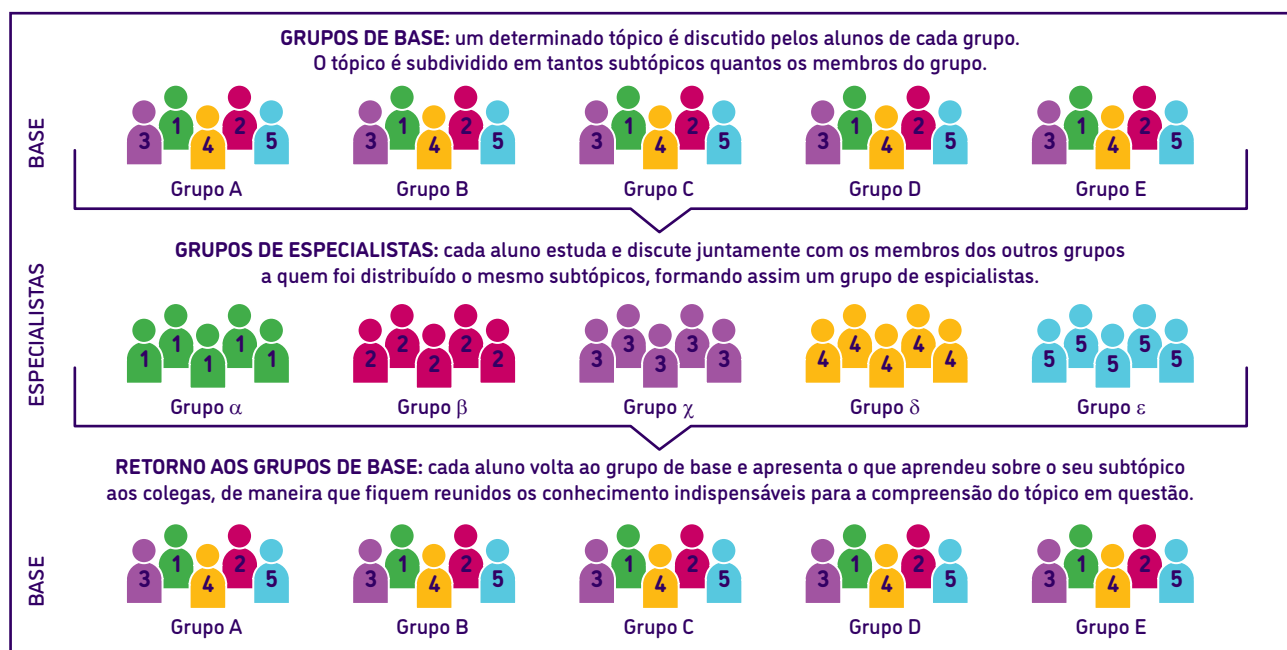 GRUPOS DE BASE: um determinado tópico é discutido pelos alunos de cada grupo.
O tópico é subdividido em tantos subtópicos quantos os membros do grupo.
BASE
3 1 4 2 5
3 1 4 2 5
3 1 4 2 5
3 1 4 2 5
3 1 4 2 5
Grupo A
Grupo B
Grupo C
Grupo D
Grupo E
GRUPOS DE ESPECIALISTAS: cada aluno estuda e discute juntamente com os membros dos outros grupos
a quem foi distribuído o mesmo subtópicos, formando assim um grupo de espicialistas.
ESPECIALISTAS
1 1 1 1 1
2 2 2 2 2
3 3 3 3 3
4 4 4 4 4
5 5 5 5 5
Grupo α
Grupo β
Grupo χ
Grupo δ
Grupo ε
RETORNO AOS GRUPOS DE BASE: cada aluno volta ao grupo de base e apresenta o que aprendeu sobre o seu subtópico
aos colegas, de maneira que fiquem reunidos os conhecimento indispensáveis para a compreensão do tópico em questão.
BASE
3 1 4 2 5
3 1 4 2 5
3 1 4 2 5
3 1 4 2 5
3 1 4 2 5
Grupo A
Grupo B
Grupo C
Grupo D
Grupo E